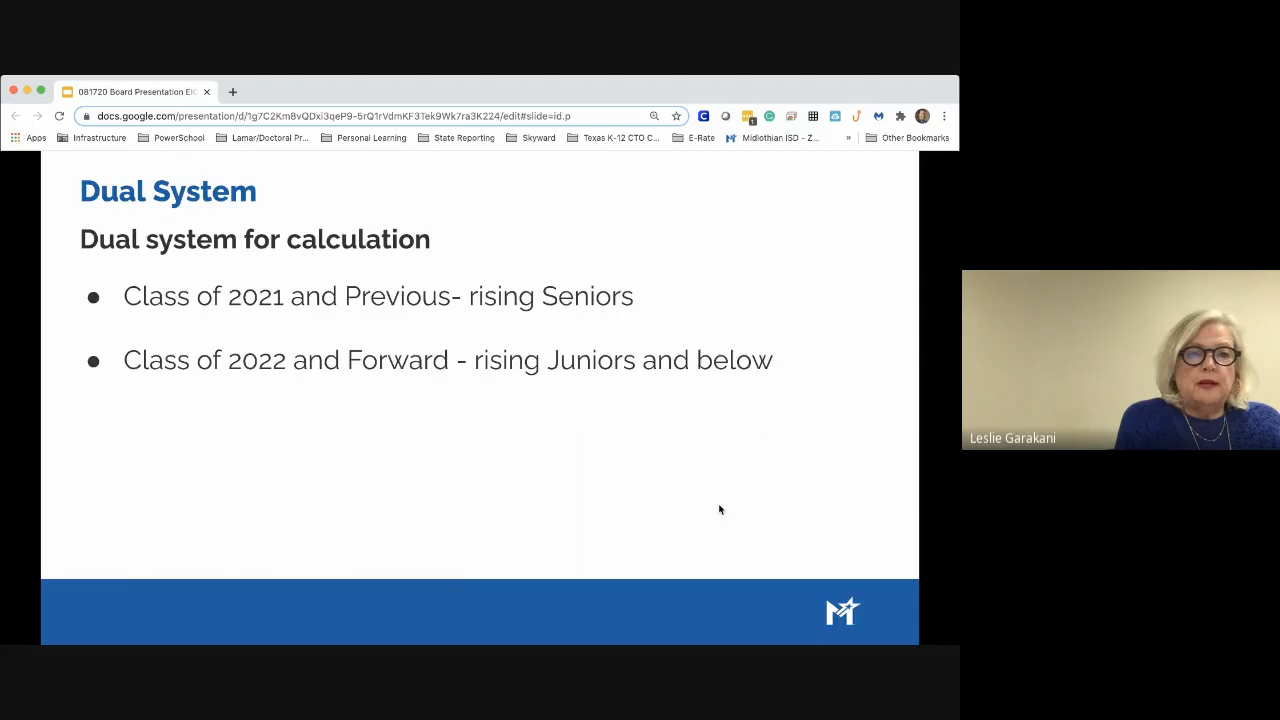 081720 Board Presentation EIC
docs.google.com/presentation/d/1g7C2Km8vQDxi3qeP9-5rQ1rVdmKF3Tek9Wk7ra3K224/edit#slide=id.p
Apps Infrastructure PowerSchool Lamar/Doctoral Pr... Personal Learning State Reporting Skyward Texas K-12 CTO C... E-Rate Midlothian ISD - Z... » Other Bookmarks
Dual System
Dual system for calculation
● Class of 2021 and Previous- rising Seniors
● Class of 2022 and Forward - rising Juniors and below
M
Leslie Garakani